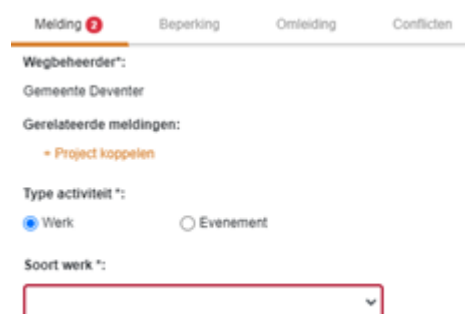 Melding 2 Beperking Omleiding Conflicten
Wegbeheerder*:
Gemeente Deventer
Gerelateerde meldingen:
+ Project koppelen
Type activiteit *:
Werk Evenement
Soort werk *: